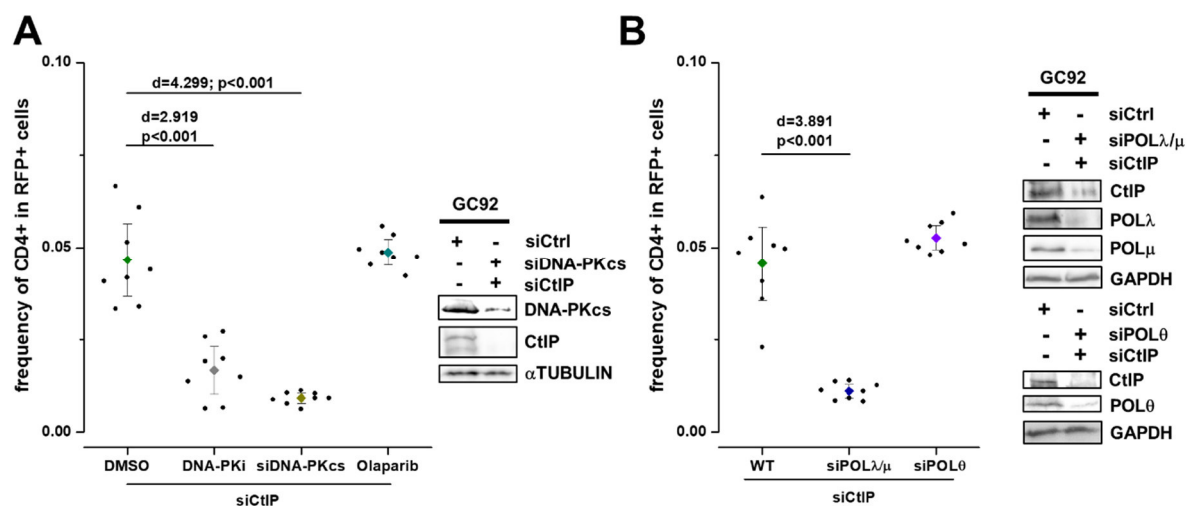 A
frequency of CD4+ in RFP+ cells
0.10
0.05
0.00
d=4.299; p<0.001
d=2.919
p<0.001
DMSO DNA-PKi siDNA-PKcs Olaparib
siCtIP
GC92
+ - siCtrl
- + siDNA-PKcs
- + siCtIP
DNA-PKcs
CtIP
αTUBULIN
B
frequency of CD4+ in RFP+ cells
0.10
0.05
0.00
d=3.891
p<0.001
WT siPOLλ/μ siPOLθ
siCtIP
GC92
+ - siCtrl
- + siPOLλ/μ
- + siCtIP
CtIP
POLλ
POLμ
GAPDH
+ - siCtrl
- + siPOLθ
- + siCtIP
CtIP
POLθ
GAPDH